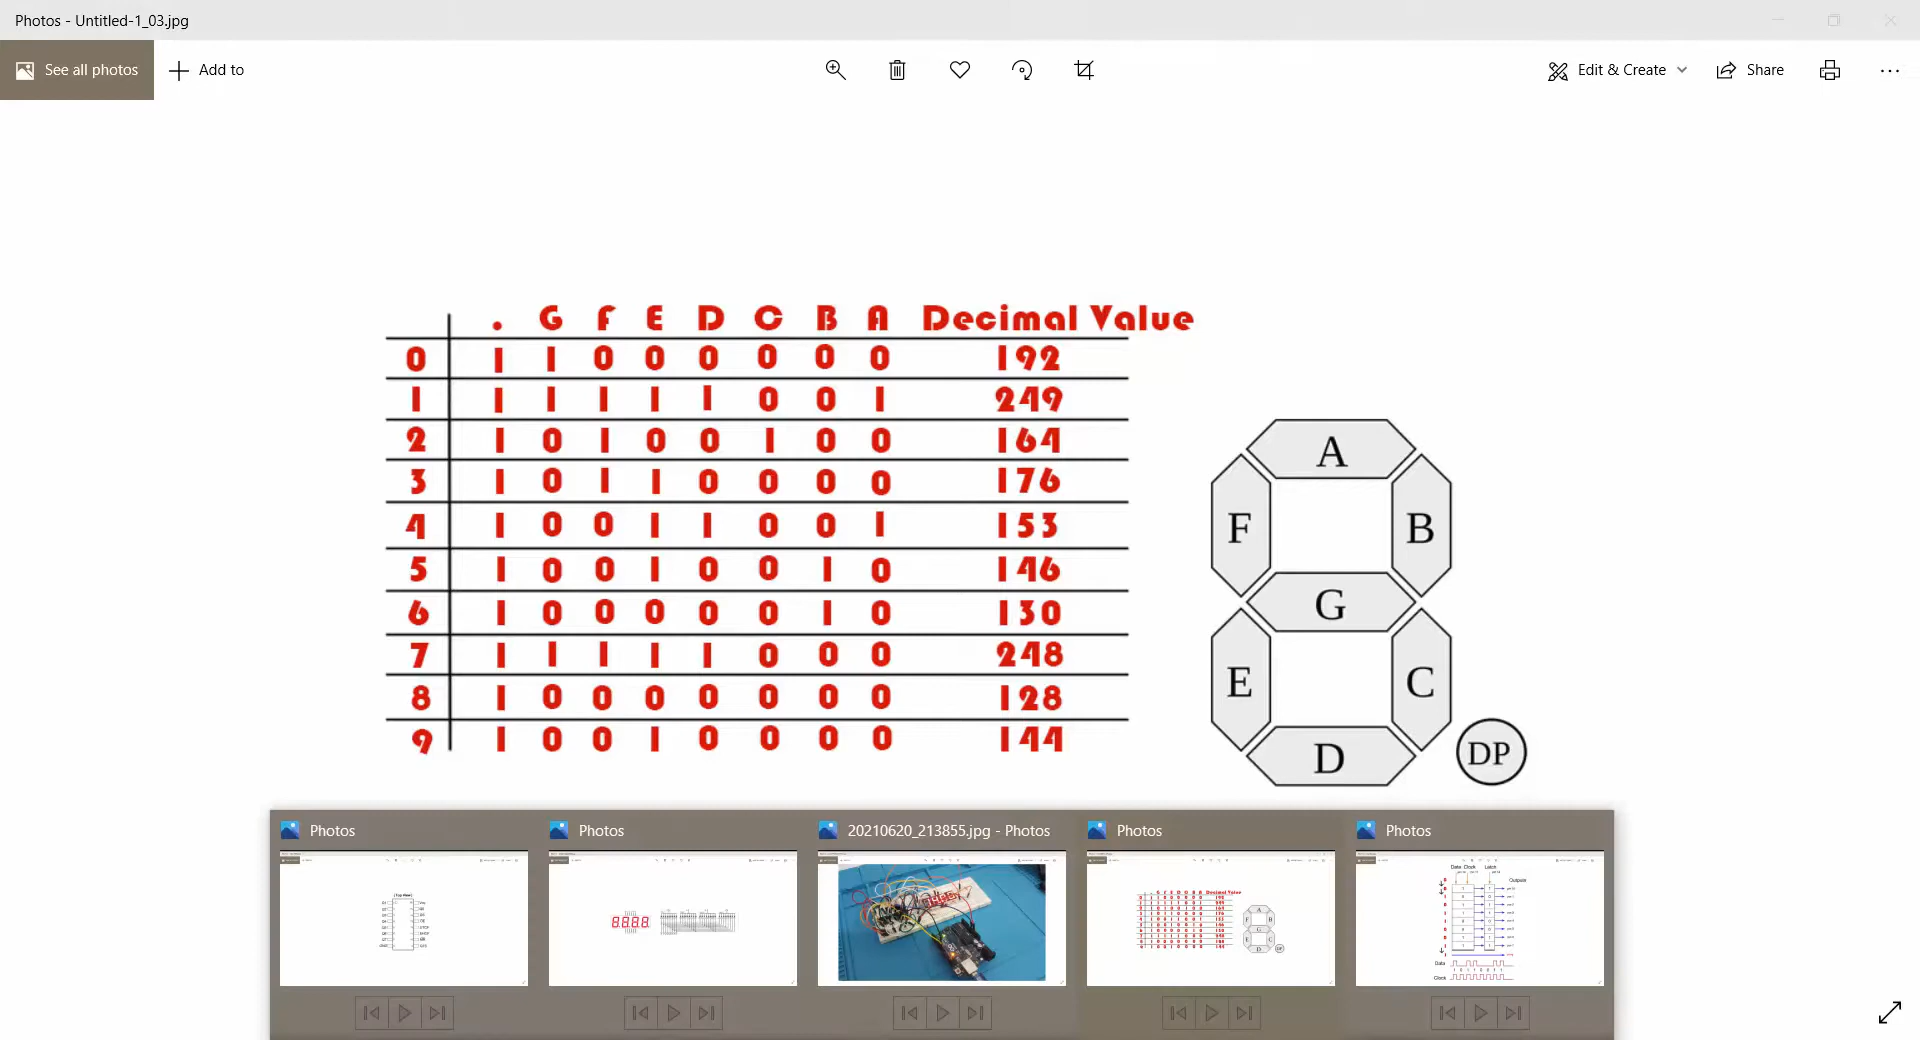 Photos - Untitled-1_03.jpg
See all photos
Add to
Edit & Create
Share
. G F E D C B A Decimal Value
0 1 1 0 0 0 0 0 0 192
1 1 1 1 1 1 0 0 1 249
2 1 0 1 0 0 1 0 0 164
3 1 0 1 1 0 0 0 0 176
4 1 0 0 1 1 0 0 1 153
5 1 0 0 1 0 0 1 0 146
6 1 0 0 0 0 0 1 0 130
7 1 1 1 1 1 0 0 0 248
8 1 0 0 0 0 0 0 0 128
9 1 0 0 1 0 0 0 0 144
A
F B
G
E C
D DP
Photos
Photos
20210620_213855.jpg - Photos
Photos
Photos
Data Clock Latch
Outputs
Data
Clock